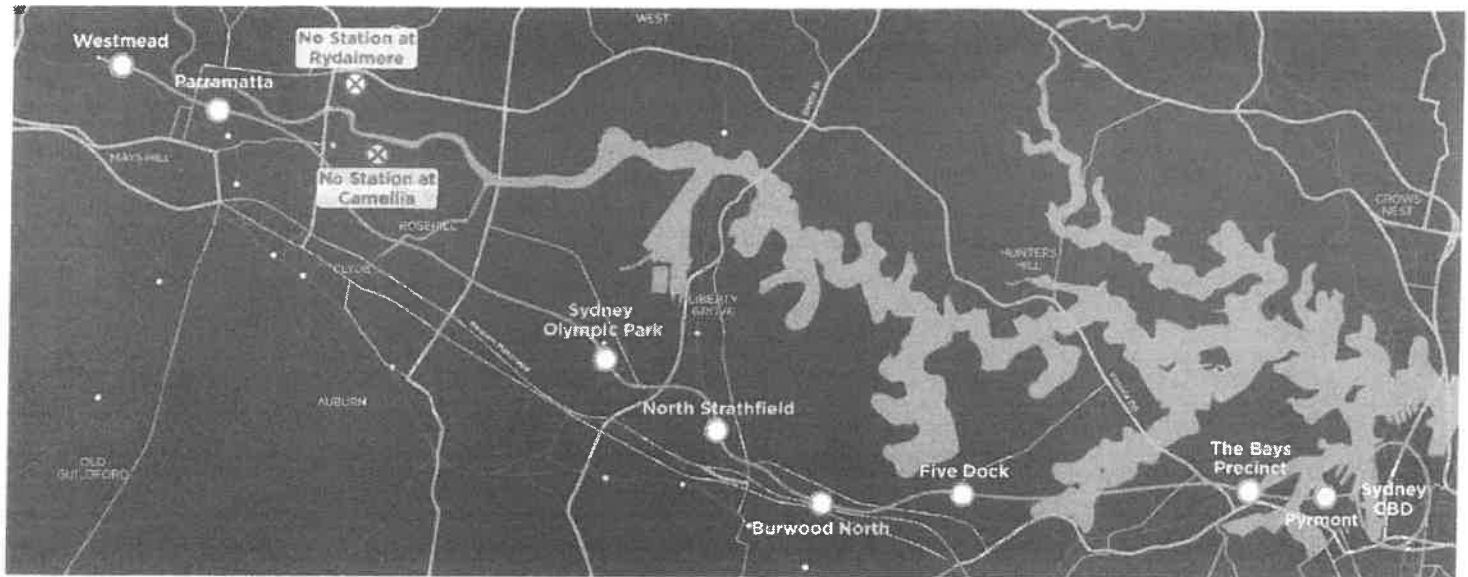 WEST
Westmead
No Station at
Rydalmere
Parramatta
MAYS HILL
No Station at
Camellia
ROSEHILL
CROWS
NEST
HUNTERS
HILL
CLYDE
LIBERTY
GROVE
Sydney
Olympic Park
AUBURN
North Strathfield
OLD
GUILDFORD
Five Dock
The Bays
Precinct
Sydney
CBD
Pyrmont
Burwood North